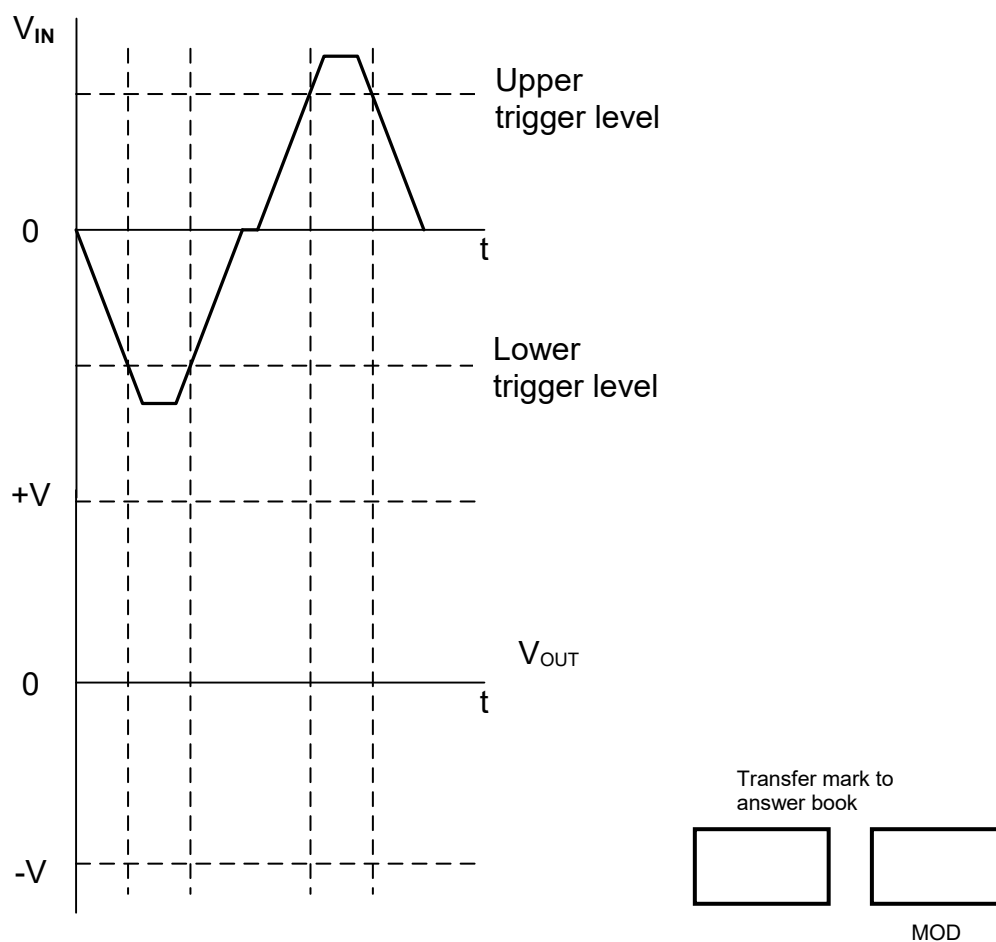 VIN
Upper
trigger level
0
t
Lower
trigger level
+V
VOUT
0
t
Transfer mark to
answer book
-V
MOD